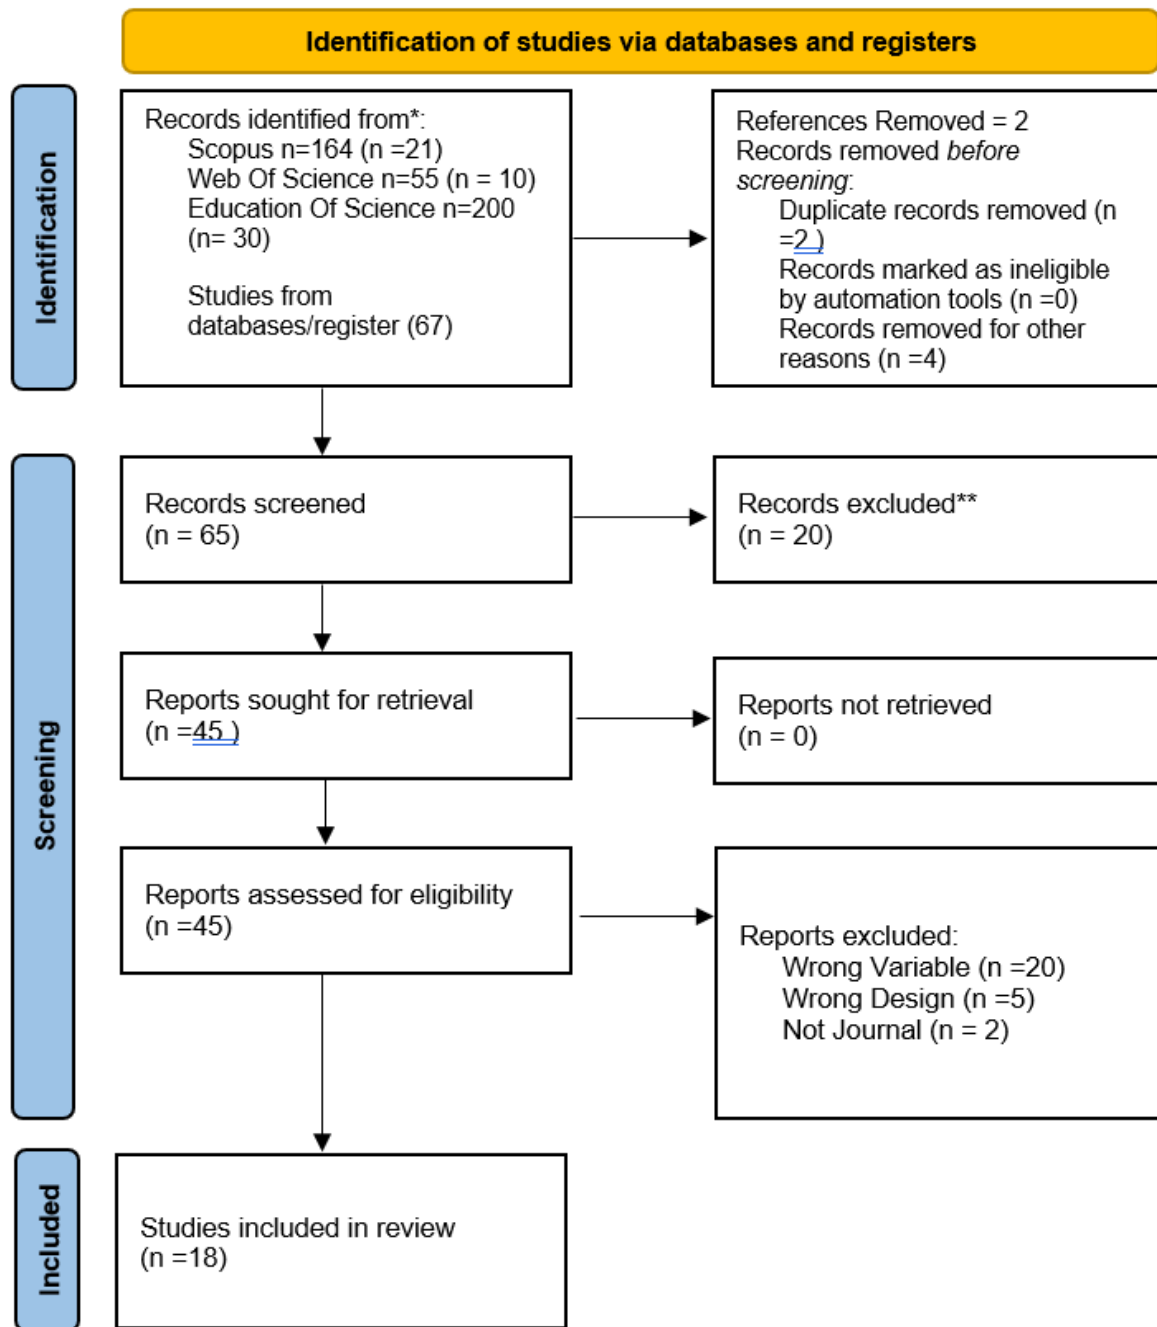 Identification of studies via databases and registers
Identification
Records identified from*:
Scopus n=164 (n =21)
Web Of Science n=55 (n = 10)
Education Of Science n=200
(n= 30)
Studies from
databases/register (67)
References Removed = 2
Records removed before
screening:
Duplicate records removed (n
=2 )
Records marked as ineligible
by automation tools (n =0)
Records removed for other
reasons (n =4)
Screening
Records screened
(n = 65)
Records excluded**
(n = 20)
Reports sought for retrieval
(n =45 )
Reports not retrieved
(n = 0)
Reports assessed for eligibility
(n =45)
Reports excluded:
Wrong Variable (n =20)
Wrong Design (n =5)
Not Journal (n = 2)
Included
Studies included in review
(n =18)